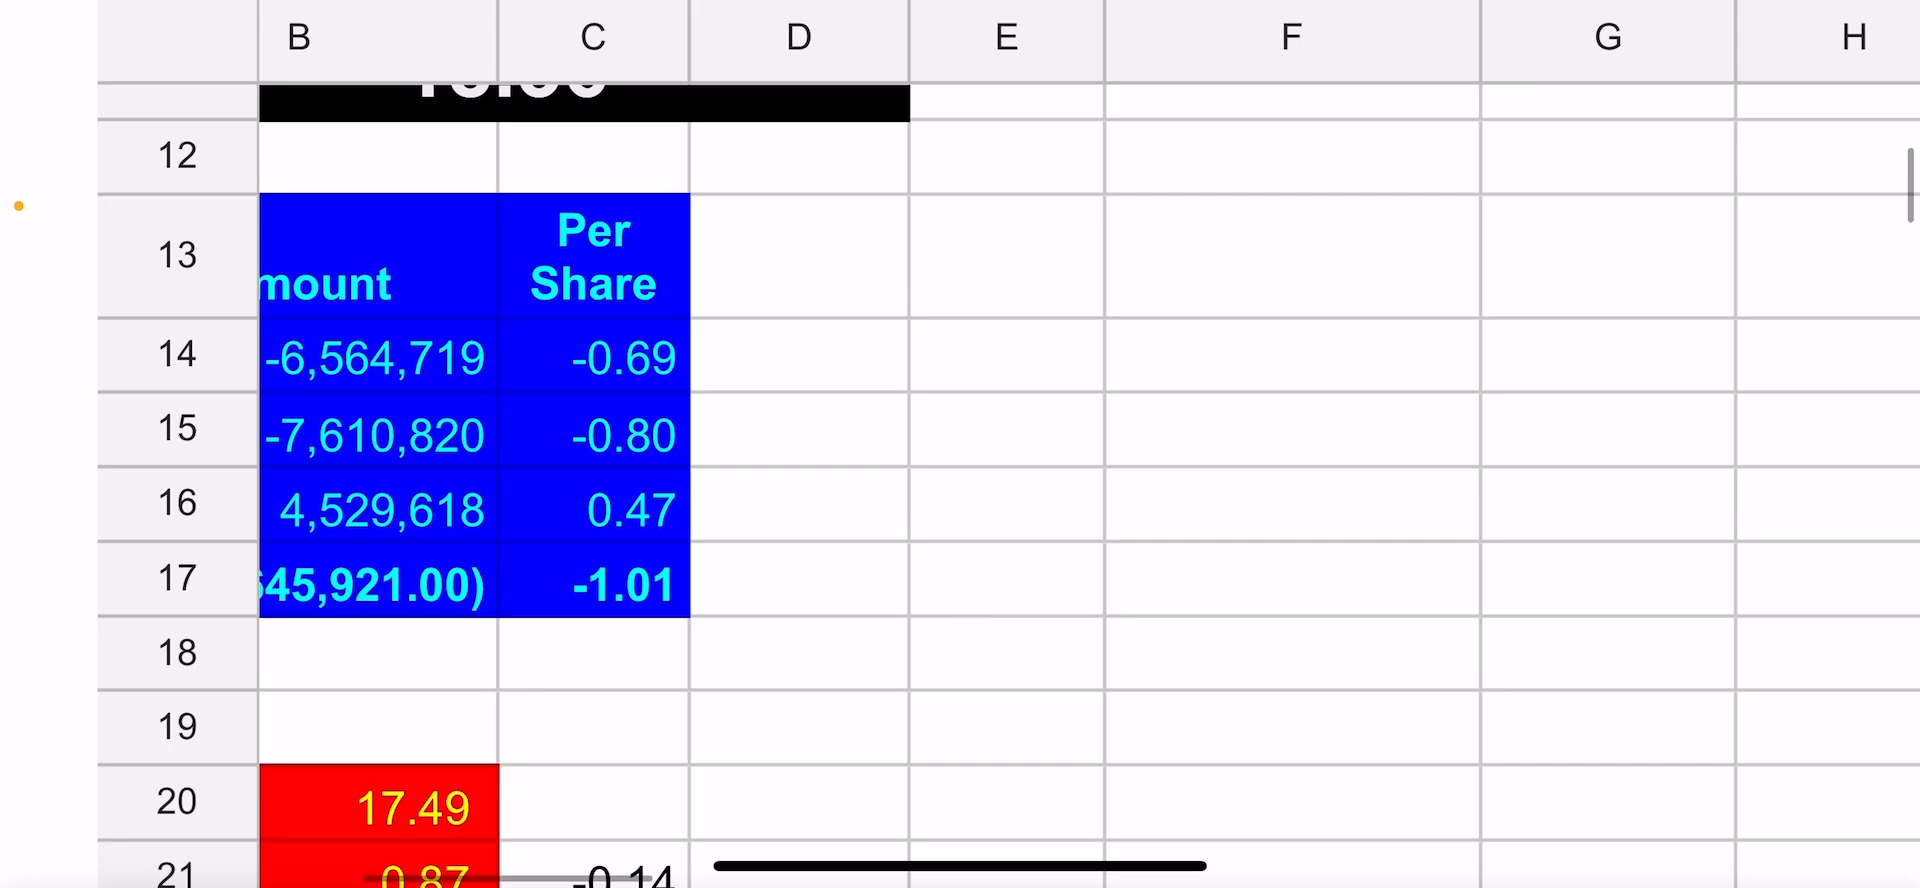 B C D E F G H
12
13 mount Per
Share
14 -6,564,719 -0.69
15 -7,610,820 -0.80
16 4,529,618 0.47
17 45,921.00) -1.01
18
19
20 17.49
21 0.87 -0.14